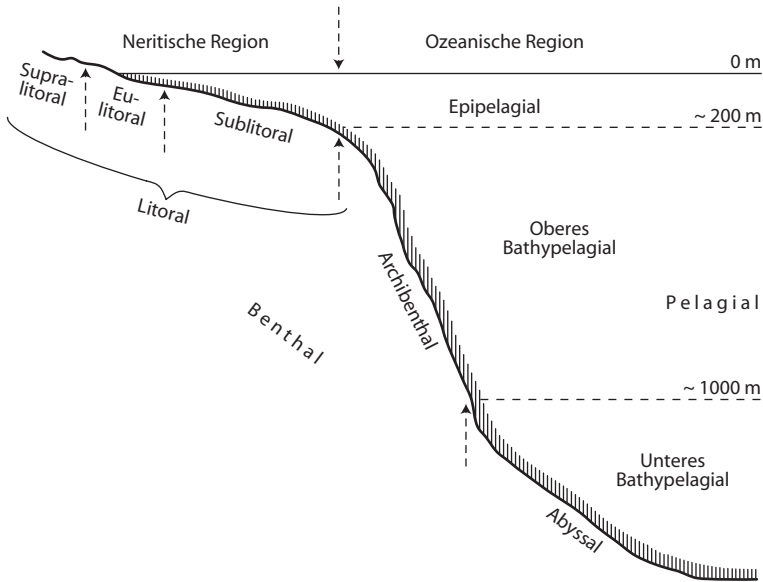 Neritische Region
Ozeanische Region
0 m
Supra-
litoral
Eu-
litoral
Sublitoral
Epipelagial
~ 200 m
Litoral
Oberes
Bathypelagial
Archibenthal
Pelagial
Benthal
~ 1000 m
Unteres
Bathypelagial
Abyssal